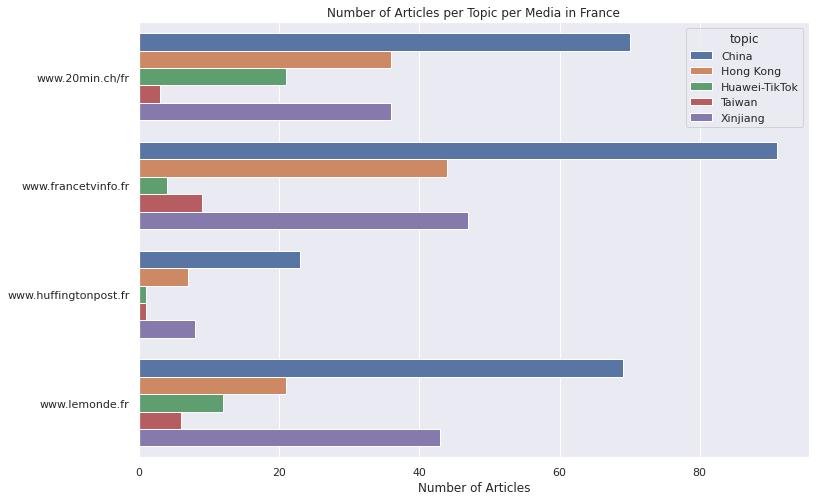 Number of Articles per Topic per Media in France
topic
China
Hong Kong
Huawei-TikTok
Taiwan
Xinjiang
www.20min.ch/fr
www.francetvinfo.fr
www.huffingtonpost.fr
www.lemonde.fr
0 20 40 60 80
Number of Articles